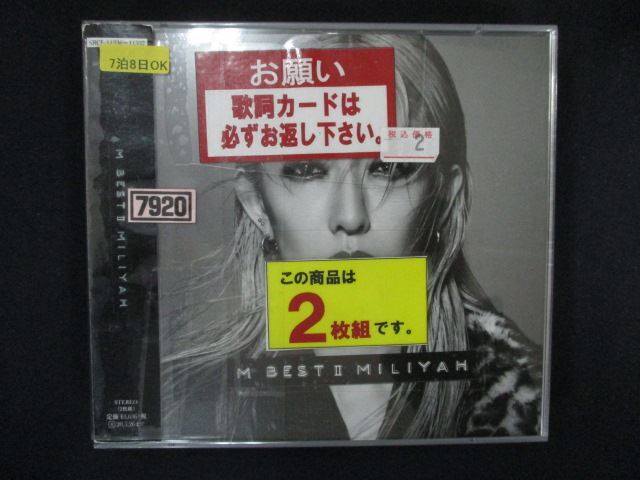 7泊8日OK
お願い
歌詞カードは
必ずお返し下さい。
税込価格
2
7920
M BEST II MILIYAH
この商品は
2枚組です。
M BEST II MILIYAH
STEREO